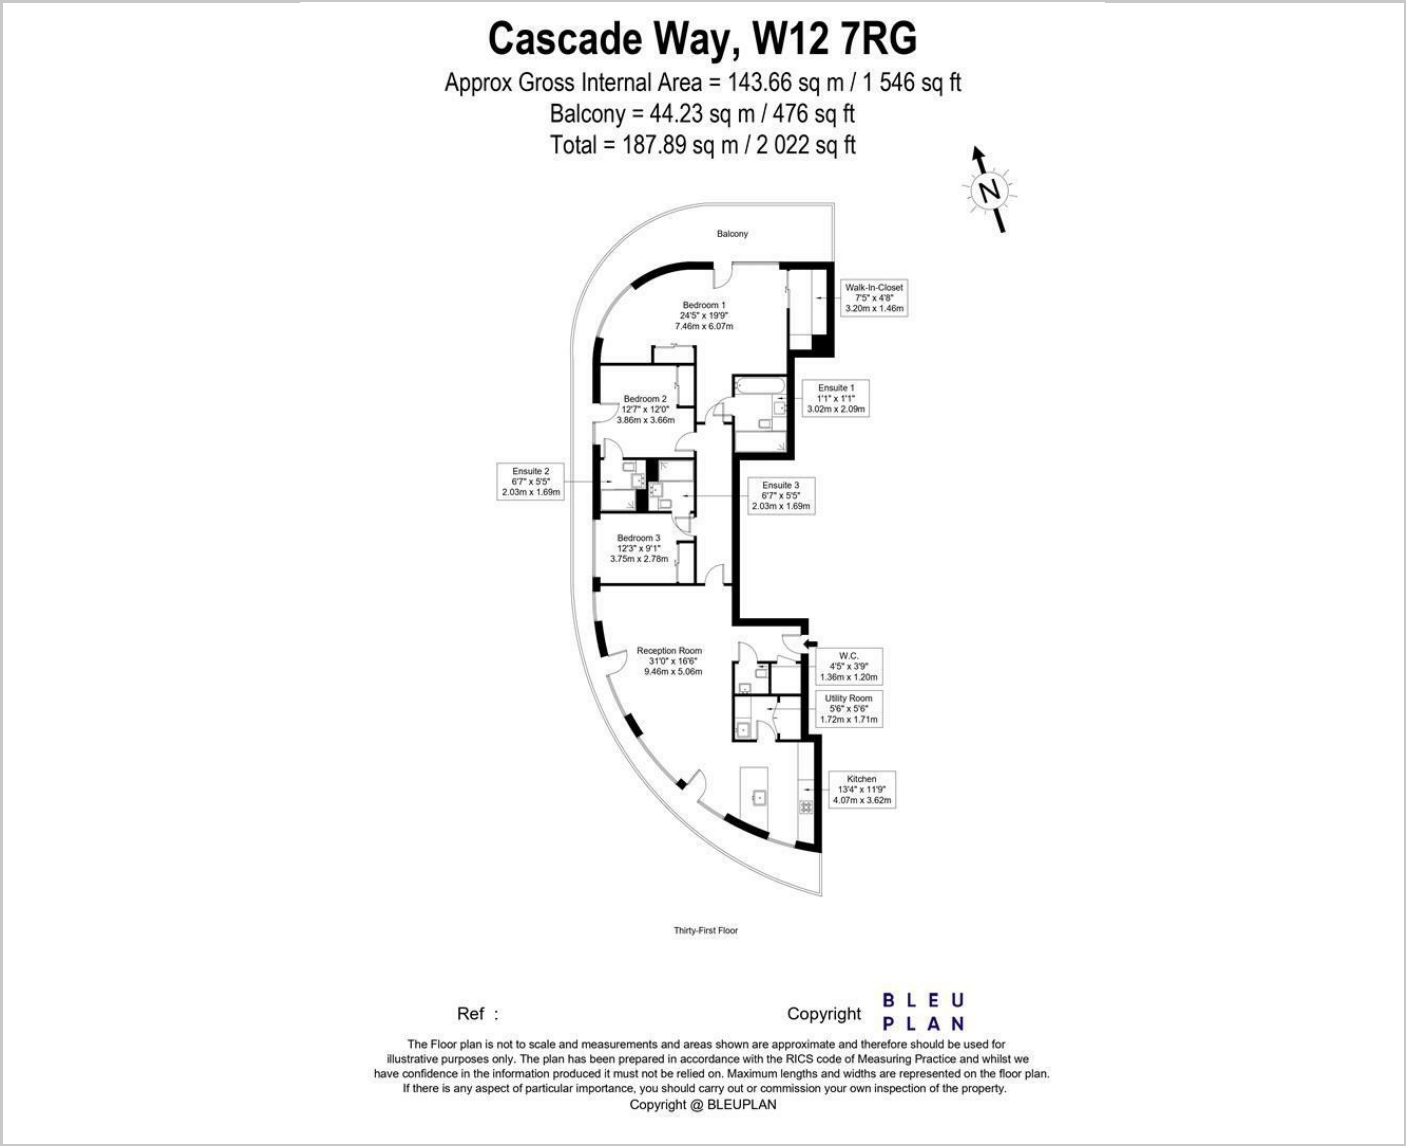 Cascade Way, W12 7RG
Approx Gross Internal Area = 143.66 sq m / 1 546 sq ft
Balcony = 44.23 sq m / 476 sq ft
Total = 187.89 sq m / 2 022 sq ft
N
Balcony
Walk-In-Closet
7'5" x 4'8"
3.20m x 1.46m
Bedroom 1
24'5" x 19'9"
7.46m x 6.07m
Ensuite 1
1'1" x 1'1"
3.02m x 2.09m
Bedroom 2
12'7" x 12'0"
3.86m x 3.66m
Ensuite 2
6'7" x 5'5"
2.03m x 1.69m
Ensuite 3
6'7" x 5'5"
2.03m x 1.69m
Bedroom 3
12'3" x 9'1"
3.75m x 2.78m
Reception Room
31'0" x 16'6"
9.46m x 5.06m
W.C.
4'5" x 3'9"
1.36m x 1.20m
Utility Room
5'6" x 5'6"
1.72m x 1.71m
Kitchen
13'4" x 11'9"
4.07m x 3.62m
Thirty-First Floor
Ref :
Copyright
BLEU
PLAN
The Floor plan is not to scale and measurements and areas shown are approximate and therefore should be used for
illustrative purposes only. The plan has been prepared in accordance with the RICS code of Measuring Practice and whilst we
have confidence in the information produced it must not be relied on. Maximum lengths and widths are represented on the floor plan.
If there is any aspect of particular importance, you should carry out or commission your own inspection of the property.
Copyright @ BLEUPLAN